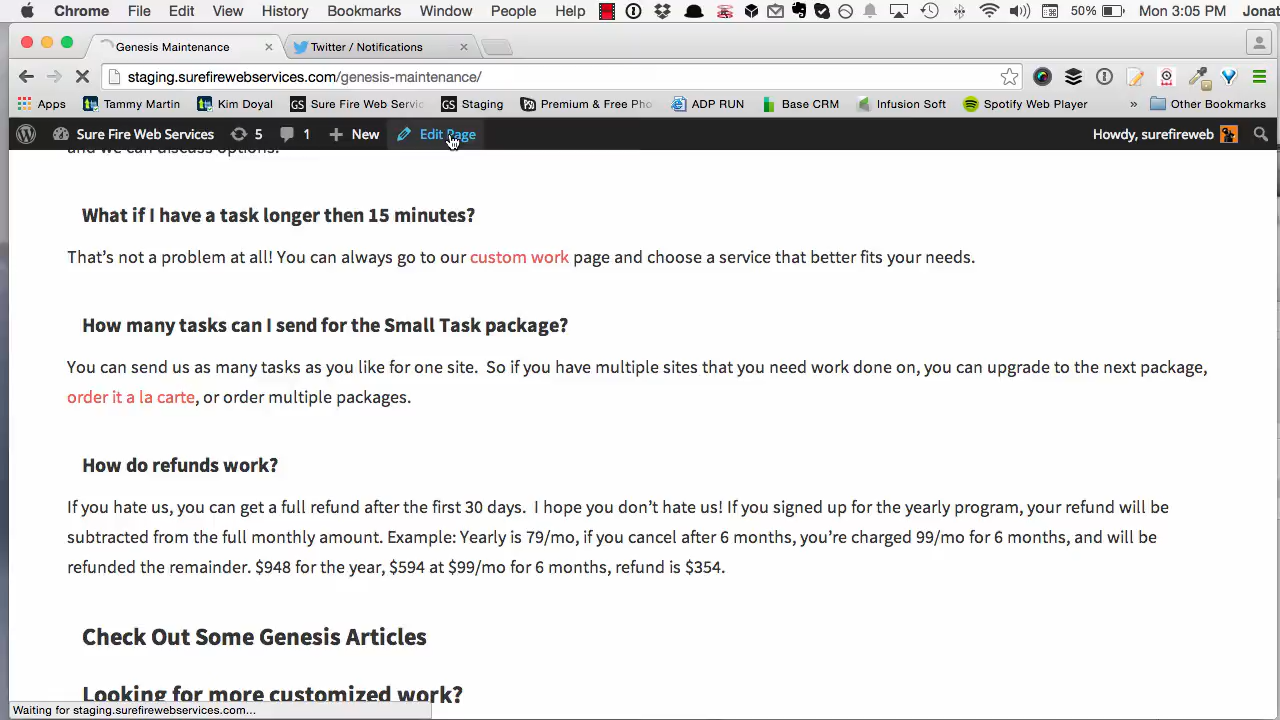 Chrome File Edit View History Bookmarks Window People Help 50% Mon 3:05 PM Jonat
Genesis Maintenance Twitter / Notifications
staging.surefirewebservices.com/genesis-maintenance/
Apps Tammy Martin Kim Doyal Sure Fire Web Servic Staging Premium & Free Pho ADP RUN Base CRM Infusion Soft Spotify Web Player » Other Bookmarks
Sure Fire Web Services 5 1 New Edit Page Howdy, surefireweb
and we can discuss options.
What if I have a task longer then 15 minutes?
That's not a problem at all! You can always go to our custom work page and choose a service that better fits your needs.
How many tasks can I send for the Small Task package?
You can send us as many tasks as you like for one site. So if you have multiple sites that you need work done on, you can upgrade to the next package,
order it a la carte, or order multiple packages.
How do refunds work?
If you hate us, you can get a full refund after the first 30 days. I hope you don't hate us! If you signed up for the yearly program, your refund will be
subtracted from the full monthly amount. Example: Yearly is 79/mo, if you cancel after 6 months, you're charged 99/mo for 6 months, and will be
refunded the remainder. $948 for the year, $594 at $99/mo for 6 months, refund is $354.
Check Out Some Genesis Articles
Looking for more customized work?
Waiting for staging.surefirewebservices.com...